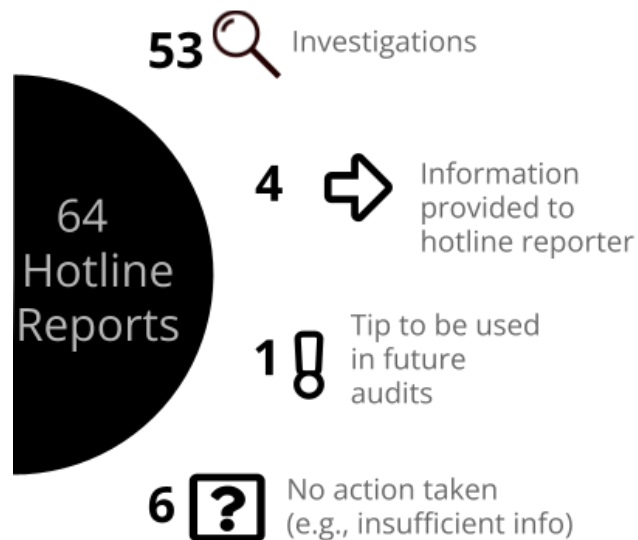 53
Investigations
4
Information
provided to
hotline reporter
64
Hotline
Reports
1
Tip to be used
in future
audits
6
?
No action taken
(e.g., insufficient info)